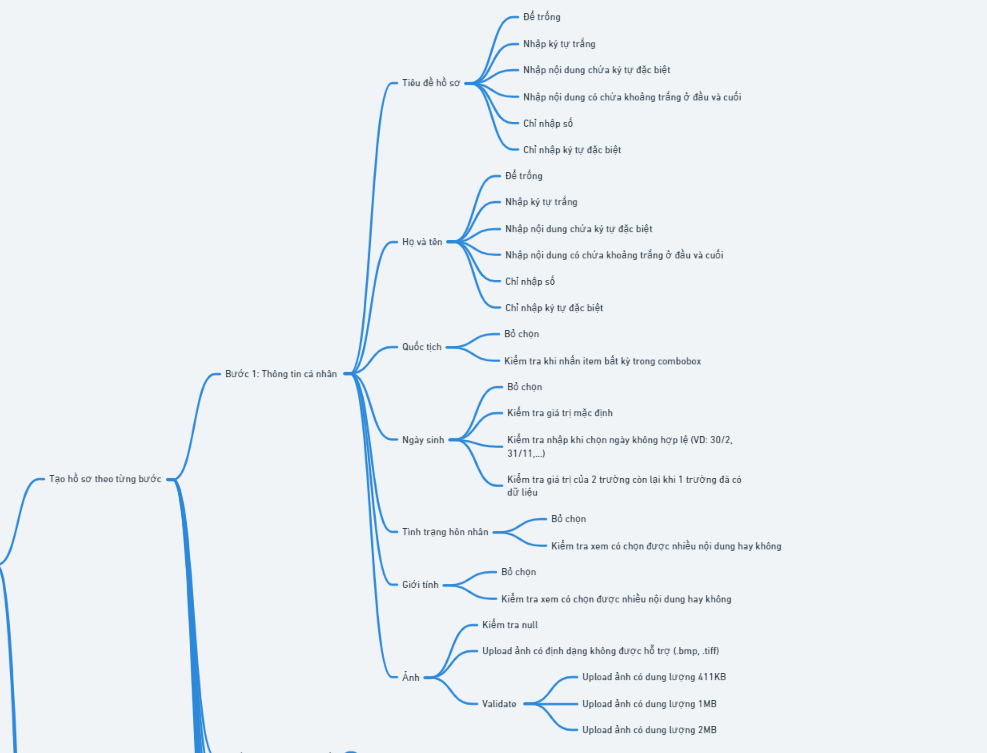 Tạo hồ sơ theo từng bước
Bước 1: Thông tin cá nhân
Tiêu đề hồ sơ
Để trống
Nhập ký tự trắng
Nhập nội dung chứa ký tự đặc biệt
Nhập nội dung có chứa khoảng trắng ở đầu và cuối
Chỉ nhập số
Chỉ nhập ký tự đặc biệt
Họ và tên
Để trống
Nhập ký tự trắng
Nhập nội dung chứa ký tự đặc biệt
Nhập nội dung có chứa khoảng trắng ở đầu và cuối
Chỉ nhập số
Chỉ nhập ký tự đặc biệt
Quốc tịch
Bỏ chọn
Kiểm tra khi nhấn item bất kỳ trong combobox
Ngày sinh
Bỏ chọn
Kiểm tra giá trị mặc định
Kiểm tra nhập khi chọn ngày không hợp lệ (VD: 30/2,
31/11,...)
Kiểm tra giá trị của 2 trường còn lại khi 1 trường đã có
dữ liệu
Tình trạng hôn nhân
Bỏ chọn
Kiểm tra xem có chọn được nhiều nội dung hay không
Giới tính
Bỏ chọn
Kiểm tra xem có chọn được nhiều nội dung hay không
Ảnh
Kiểm tra null
Upload ảnh có định dạng không được hỗ trợ (.bmp, .tiff)
Validate
Upload ảnh có dung lượng 411KB
Upload ảnh có dung lượng 1MB
Upload ảnh có dung lượng 2MB